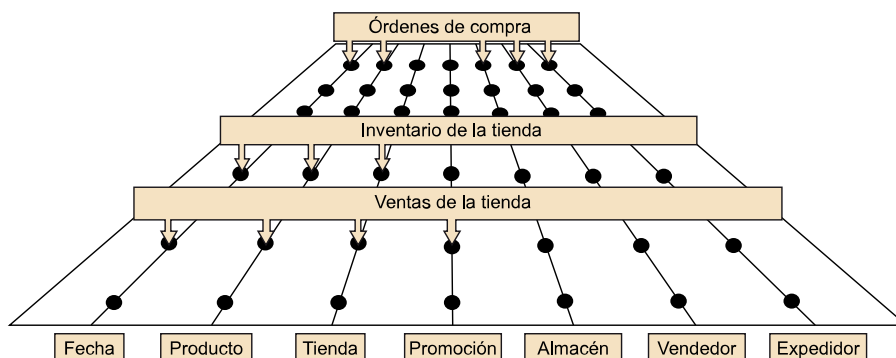 Órdenes de compra
Inventario de la tienda
Ventas de la tienda
Fecha
Producto
Tienda
Promoción
Almacén
Vendedor
Expedidor